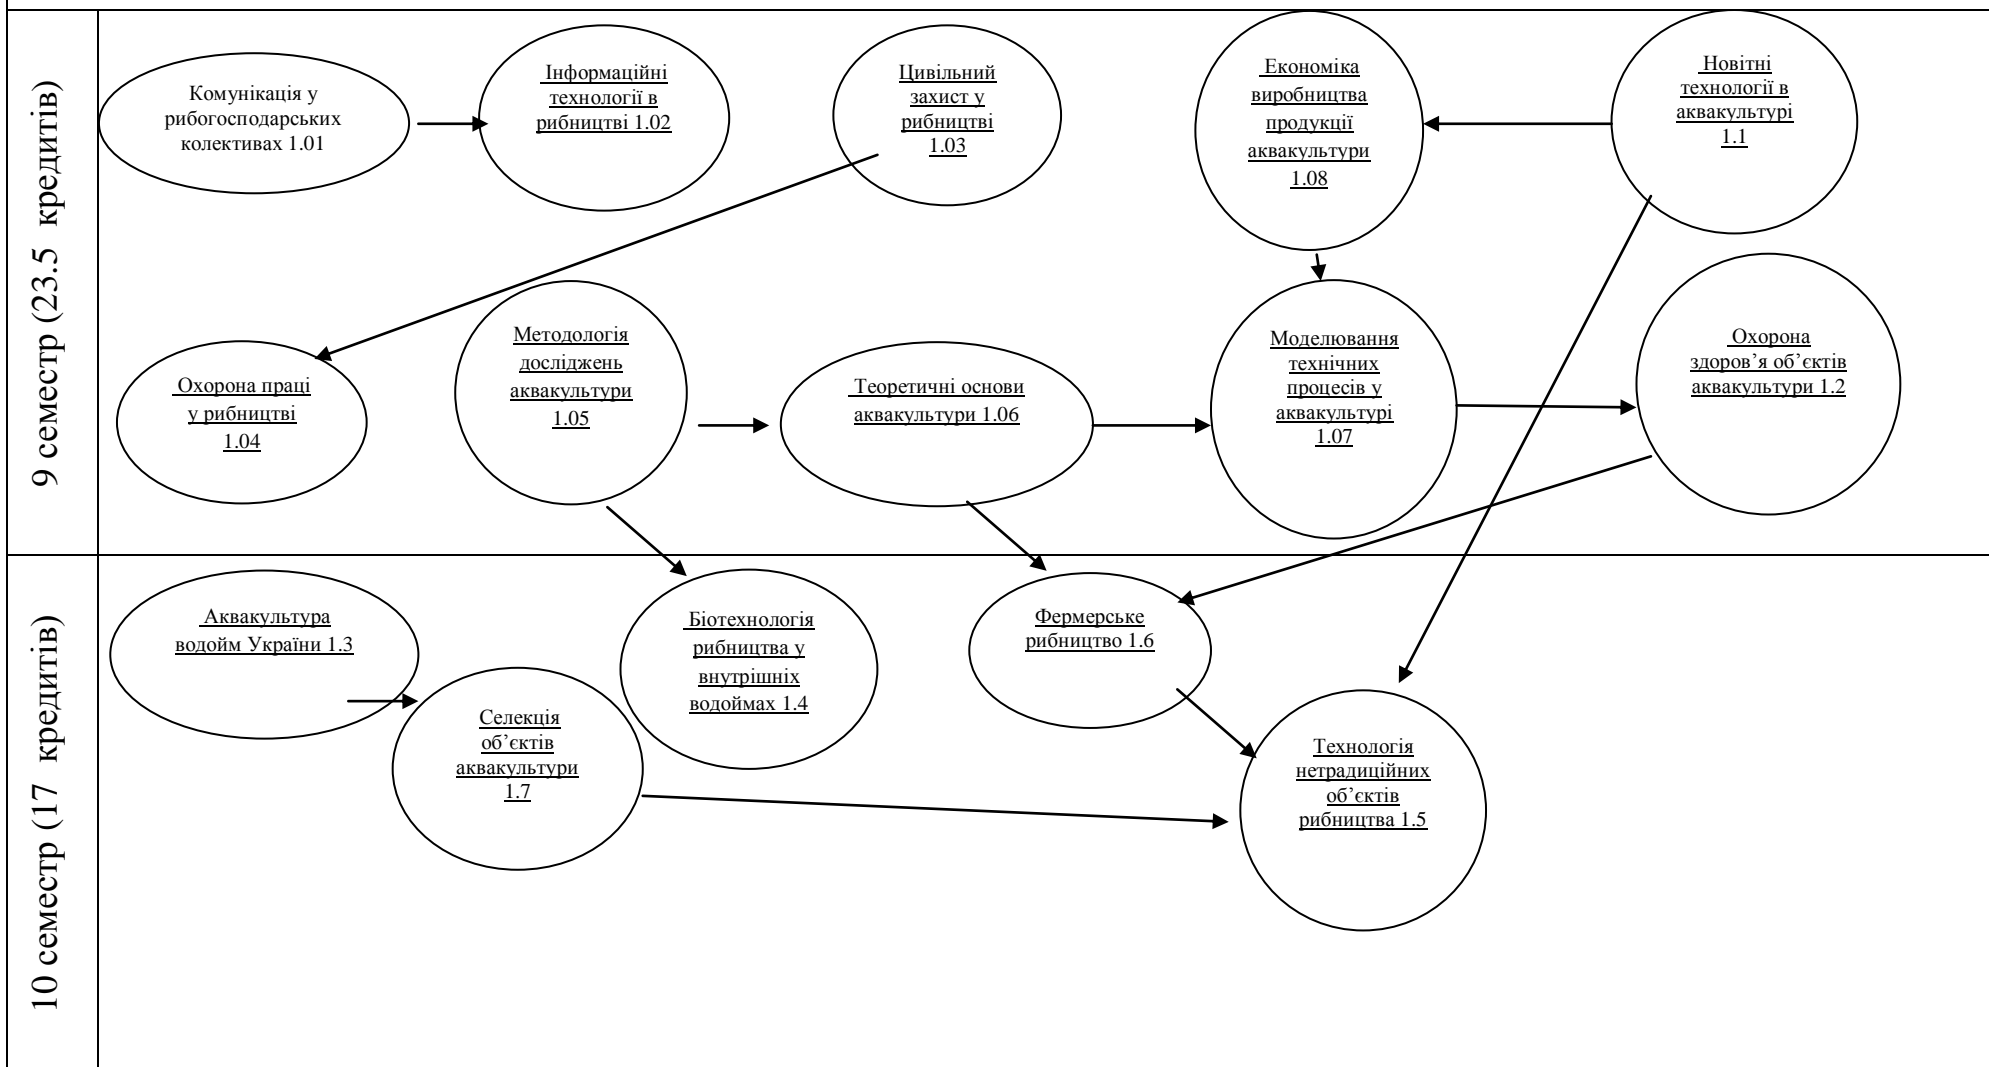 9 семестр (23.5 кредитів)
Комунікація у
рибогосподарських
колективах 1.01
Інформаційні
технології в
рибництві 1.02
Цивільний
захист у
рибництві
1.03
Економіка
виробництва
продукції
аквакультури
1.08
Новітні
технології в
аквакультурі
1.1
Охорона праці
у рибництві
1.04
Методологія
досліджень
аквакультури
1.05
Теоретичні основи
аквакультури 1.06
Моделювання
технічних
процесів у
аквакультурі
1.07
Охорона
здоров’я об’єктів
аквакультури 1.2
10 семестр (17 кредитів)
Аквакультура
водойм України 1.3
Селекція
об’єктів
аквакультури
1.7
Біотехнологія
рибництва у
внутрішніх
водоймах 1.4
Фермерське
рибництво 1.6
Технологія
нетрадиційних
об’єктів
рибництва 1.5